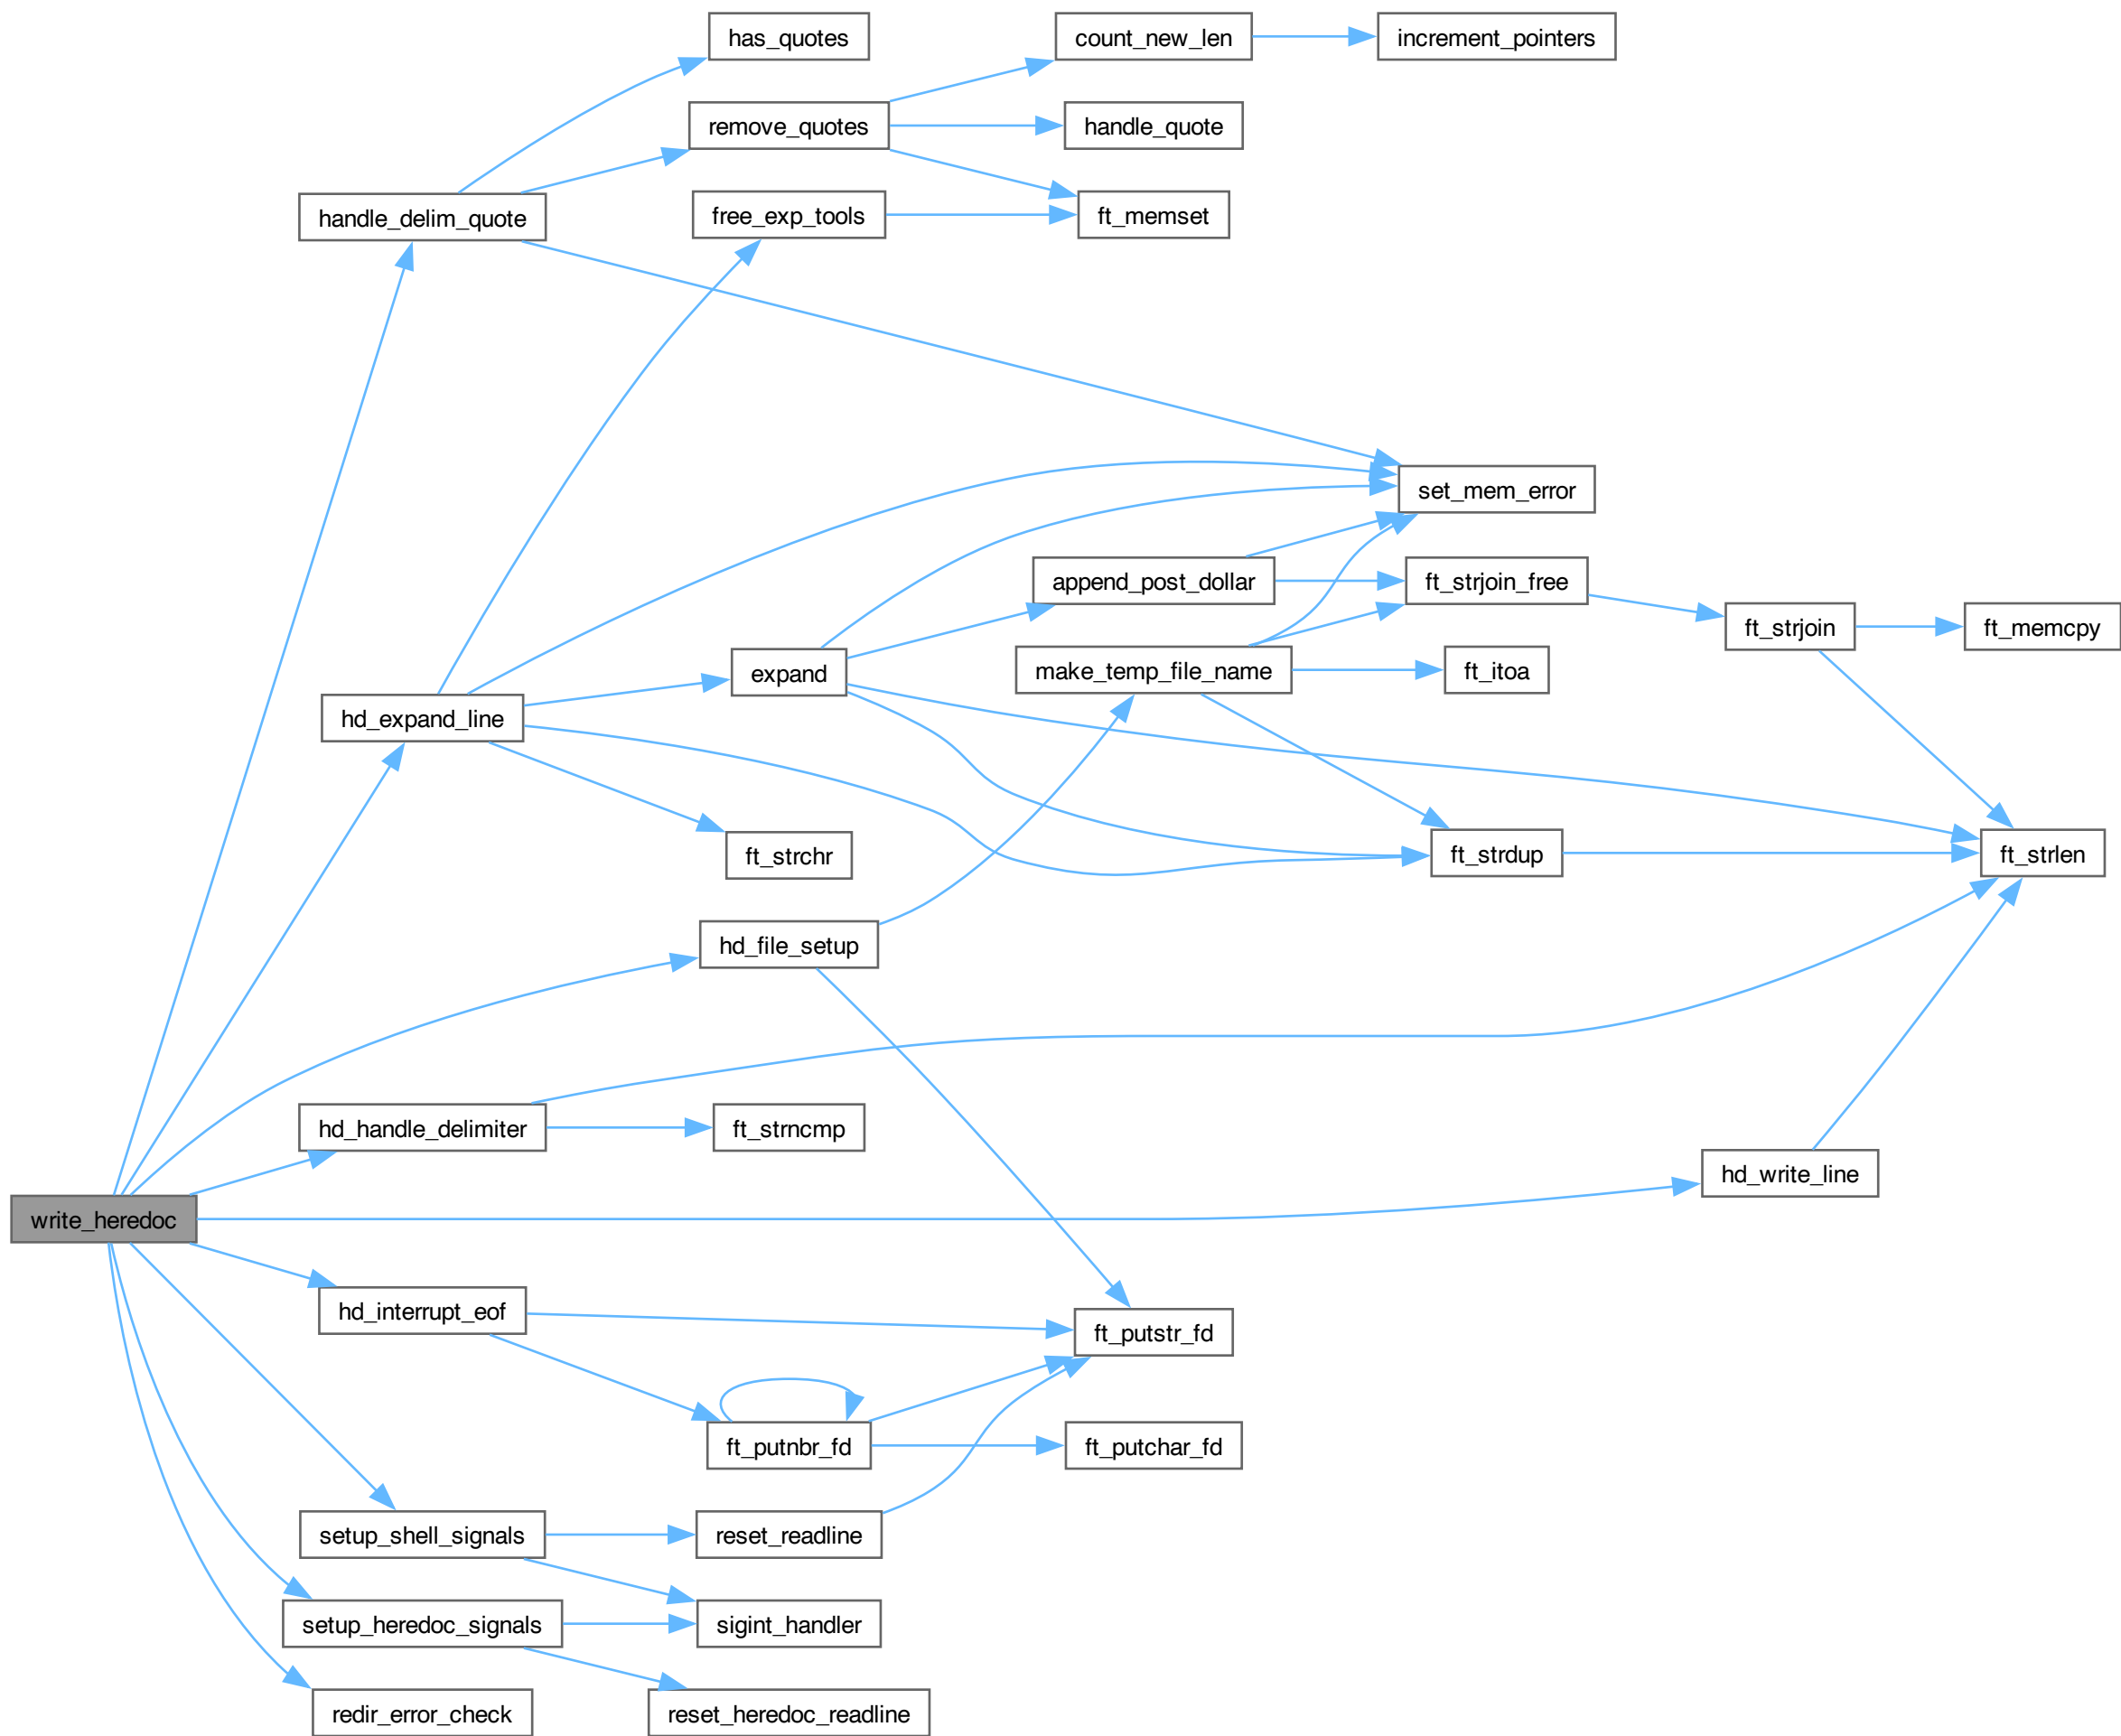 has_quotes
count_new_len
increment_pointers
remove_quotes
handle_quote
handle_delim_quote
free_exp_tools
ft_memset
set_mem_error
append_post_dollar
ft_strjoin_free
ft_strjoin
ft_memcpy
expand
make_temp_file_name
ft_itoa
hd_expand_line
ft_strchr
ft_strdup
ft_strlen
hd_file_setup
hd_handle_delimiter
ft_strncmp
hd_write_line
write_heredoc
hd_interrupt_eof
ft_putstr_fd
ft_putnbr_fd
ft_putchar_fd
setup_shell_signals
reset_readline
setup_heredoc_signals
sigint_handler
redir_error_check
reset_heredoc_readline